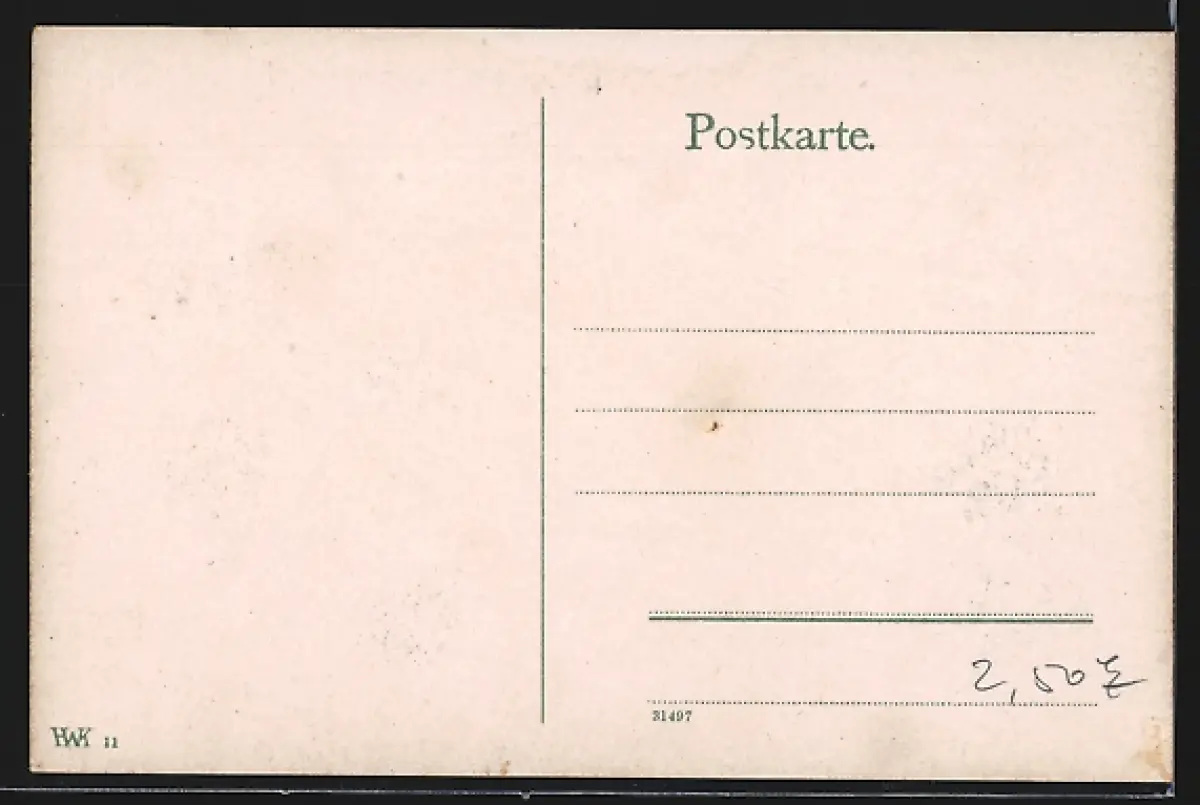 Postkarte.
2,50 €
31497
HWK 11